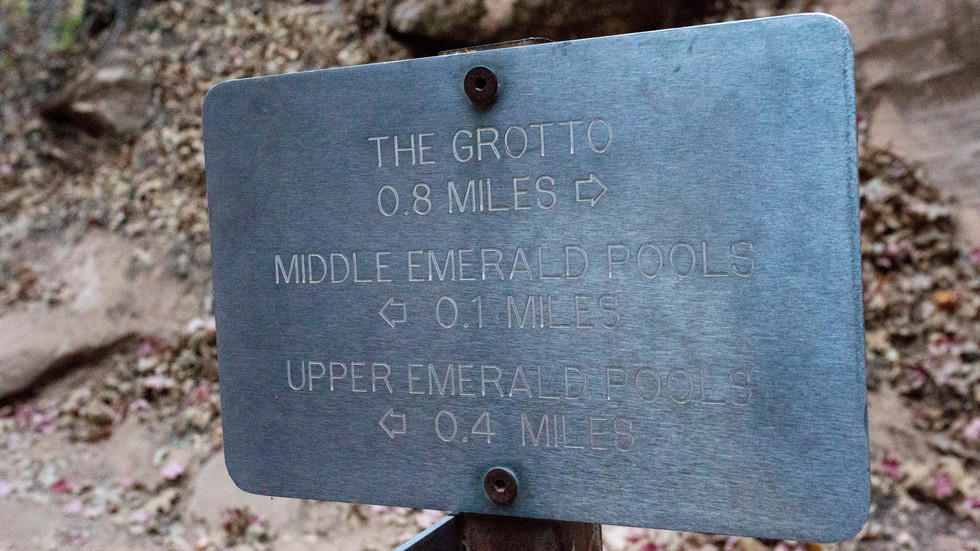 THE GROTTO
0.8 MILES ⇨
MIDDLE EMERALD POOLS
⇦ 0.1 MILES
UPPER EMERALD POOLS
⇦ 0.4 MILES